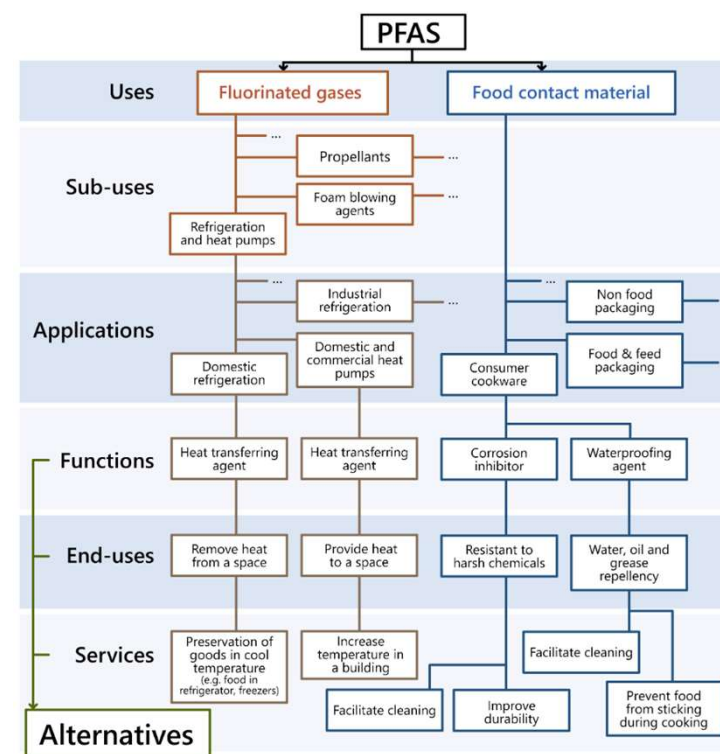 PFAS
Uses
Fluorinated gases
Food contact material
Sub-uses
...
Propellants
...
Foam blowing
agents
...
Refrigeration
and heat pumps
Applications
...
Industrial
refrigeration
...
Domestic and
commercial heat
pumps
Domestic
refrigeration
...
Non food
packaging
Food & feed
packaging
Consumer
cookware
Functions
Heat transferring
agent
Heat transferring
agent
Corrosion
inhibitor
Waterproofing
agent
End-uses
Remove heat
from a space
Provide heat
to a space
Resistant to
harsh chemicals
Water, oil and
grease
repellency
Services
Preservation of
goods in cool
temperature
(e.g. food in
refrigerator, freezers)
Increase
temperature in
a building
Facilitate cleaning
Improve
durability
Facilitate cleaning
Prevent food
from sticking
during cooking
Alternatives